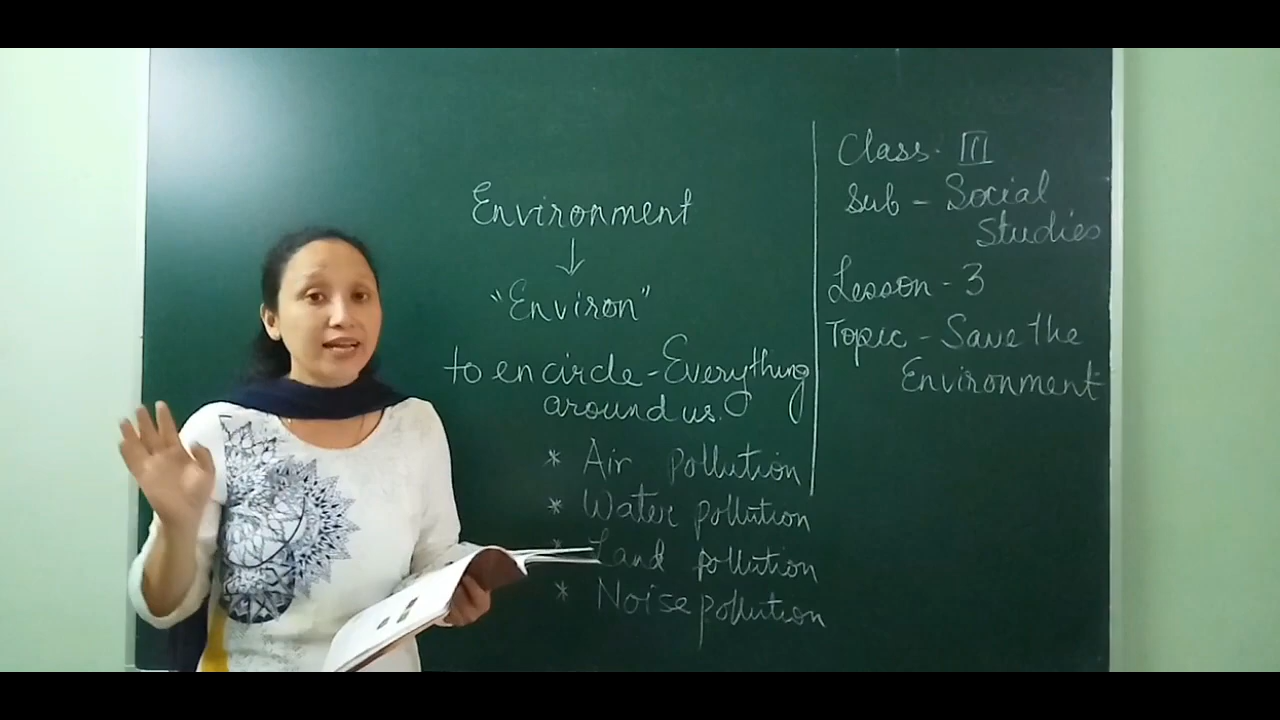 Environment
↓
"Environ"
to encircle - Everything
around us.
* Air pollution
* Water pollution
* Land pollution
* Noise pollution
Class - III
Sub - Social
Studies
Lesson - 3
Topic - Save the
Environment